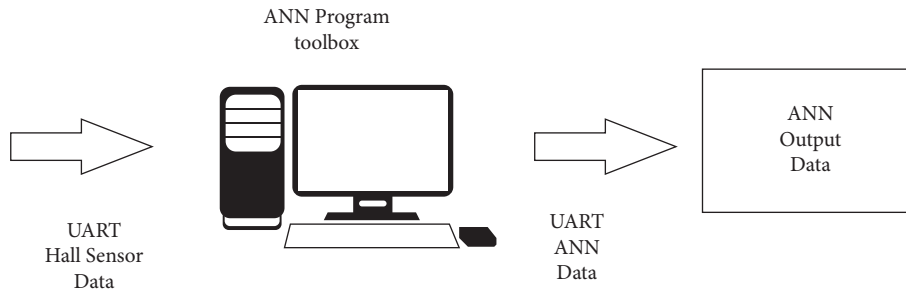 ANN Program
toolbox
UART
Hall Sensor
Data
UART
ANN
Data
ANN
Output
Data